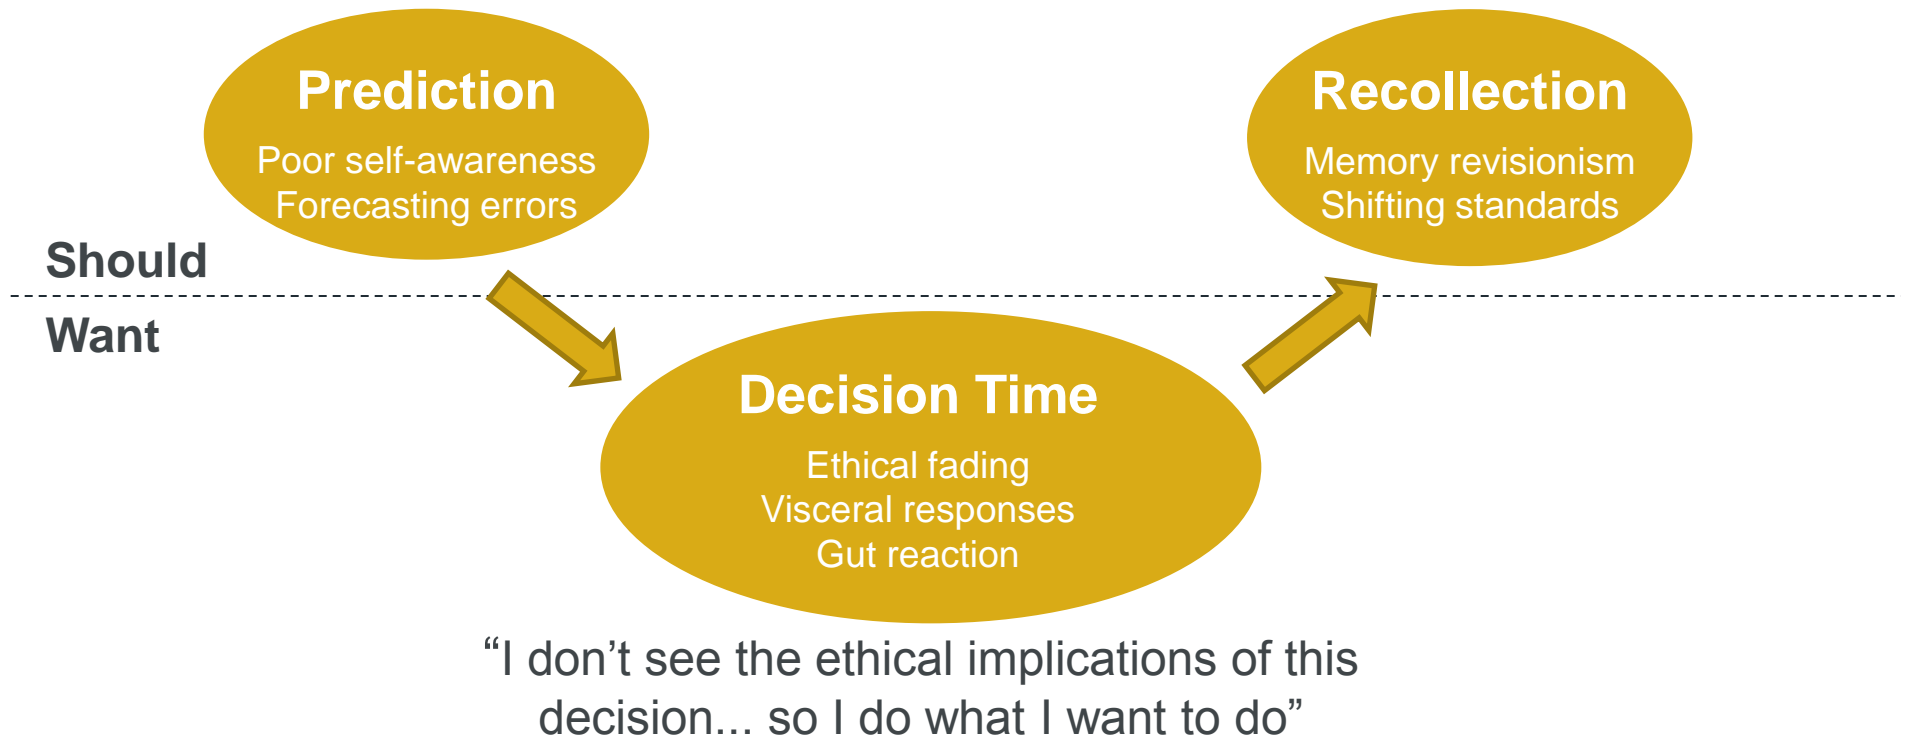 Prediction
Poor self-awareness
Forecasting errors
Recollection
Memory revisionism
Shifting standards
Should
Want
Decision Time
Ethical fading
Visceral responses
Gut reaction
“I don’t see the ethical implications of this
decision... so I do what I want to do”